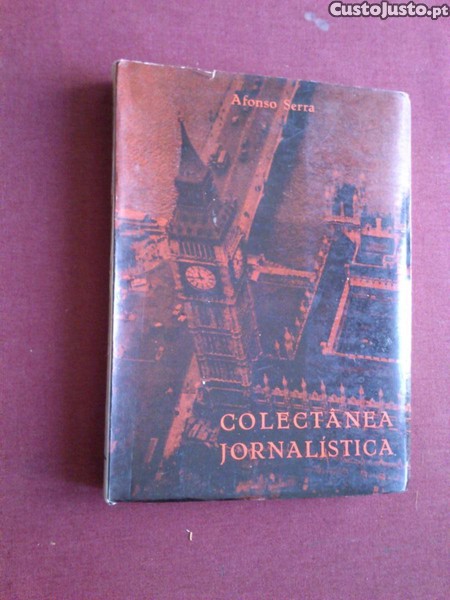 CustoJusto.pt
Afonso Serra
COLECTÂNEA
JORNALÍSTICA